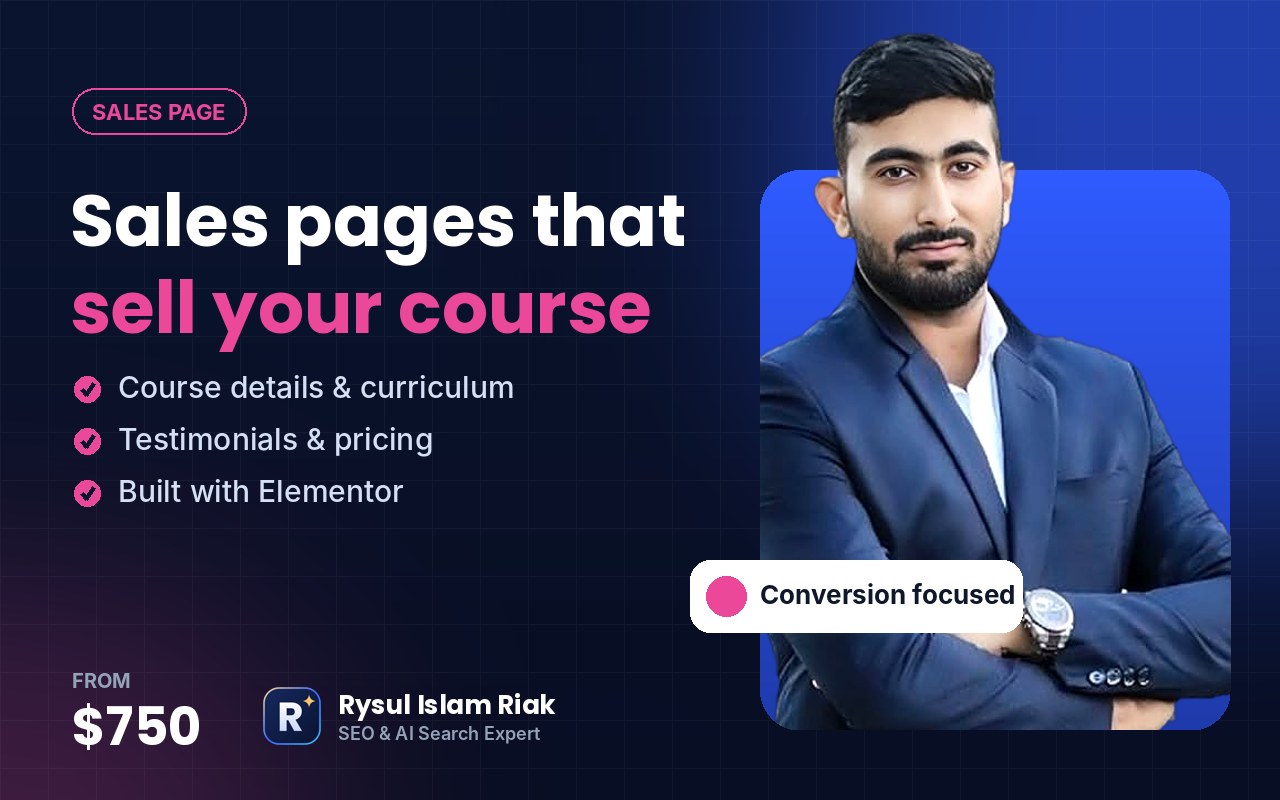 SALES PAGE
Sales pages that
sell your course
Course details & curriculum
Testimonials & pricing
Built with Elementor
Conversion focused
FROM
$750
R
Rysul Islam Riak
SEO & AI Search Expert